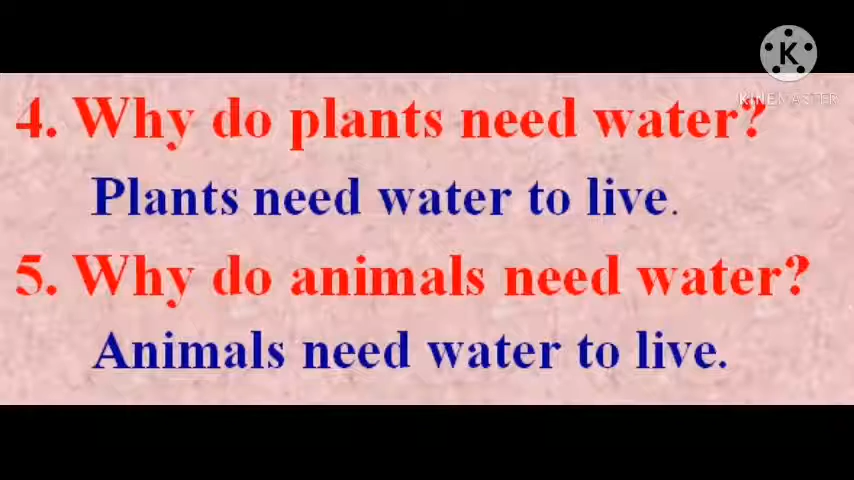 K
KINEMASTER
4. Why do plants need water?
Plants need water to live.
5. Why do animals need water?
Animals need water to live.